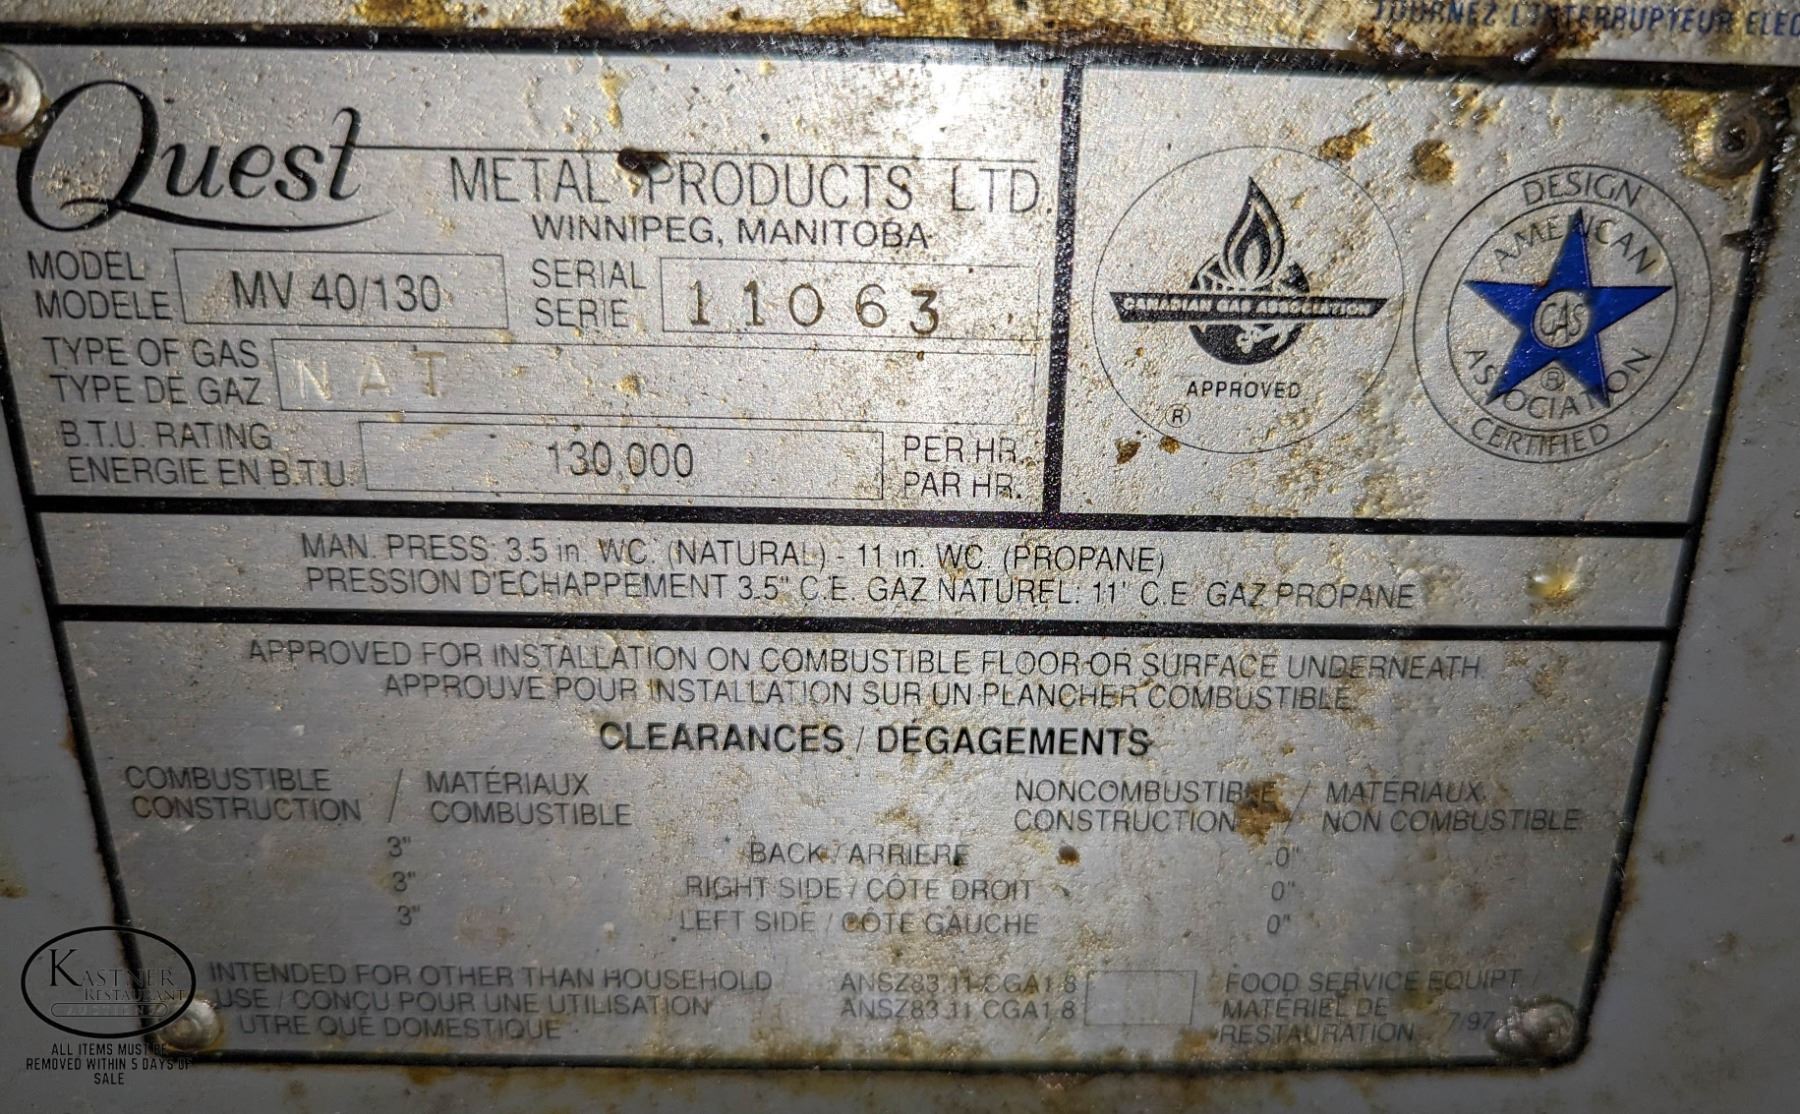 TOURNEZ L'INTERRUPTEUR ELEC
Quest METAL PRODUCTS LTD.
WINNIPEG, MANITOBA
MODEL
MODELE
MV 40/130
SERIAL
SERIE
11063
TYPE OF GAS
TYPE DE GAZ
NAT
B.T.U. RATING
ENERGIE EN B.T.U.
130,000
PER HR.
PAR HR.
CANADIAN GAS ASSOCIATION
APPROVED
®
DESIGN
AMERICAN
GAS
®
ASSOCIATION
CERTIFIED
MAN. PRESS: 3.5 in. WC. (NATURAL) - 11 in. WC. (PROPANE)
PRESSION D'ECHAPPEMENT 3.5" C.E. GAZ NATUREL: 11" C.E. GAZ PROPANE
APPROVED FOR INSTALLATION ON COMBUSTIBLE FLOOR OR SURFACE UNDERNEATH
APPROUVE POUR INSTALLATION SUR UN PLANCHER COMBUSTIBLE.
CLEARANCES / DÉGAGEMENTS
COMBUSTIBLE / MATÉRIAUX
CONSTRUCTION / COMBUSTIBLE
NONCOMBUSTIBLE / MATERIAUX
CONSTRUCTION / NON COMBUSTIBLE
3" BACK / ARRIERE 0"
3" RIGHT SIDE / CÔTE DROIT 0"
3" LEFT SIDE / CÔTE GAUCHE 0"
INTENDED FOR OTHER THAN HOUSEHOLD
USE / CONÇU POUR UNE UTILISATION
UTRE QUE DOMESTIQUE
ANSZ83.11-CGA1.8
ANSZ83.11 CGA1.8
FOOD SERVICE EQUIPT /
MATÉRIEL DE
RESTAURATION 7/97
KASTNER
RESTAURANT
AUCTIONZ
ALL ITEMS MUST BE
REMOVED WITHIN 5 DAYS OF
SALE